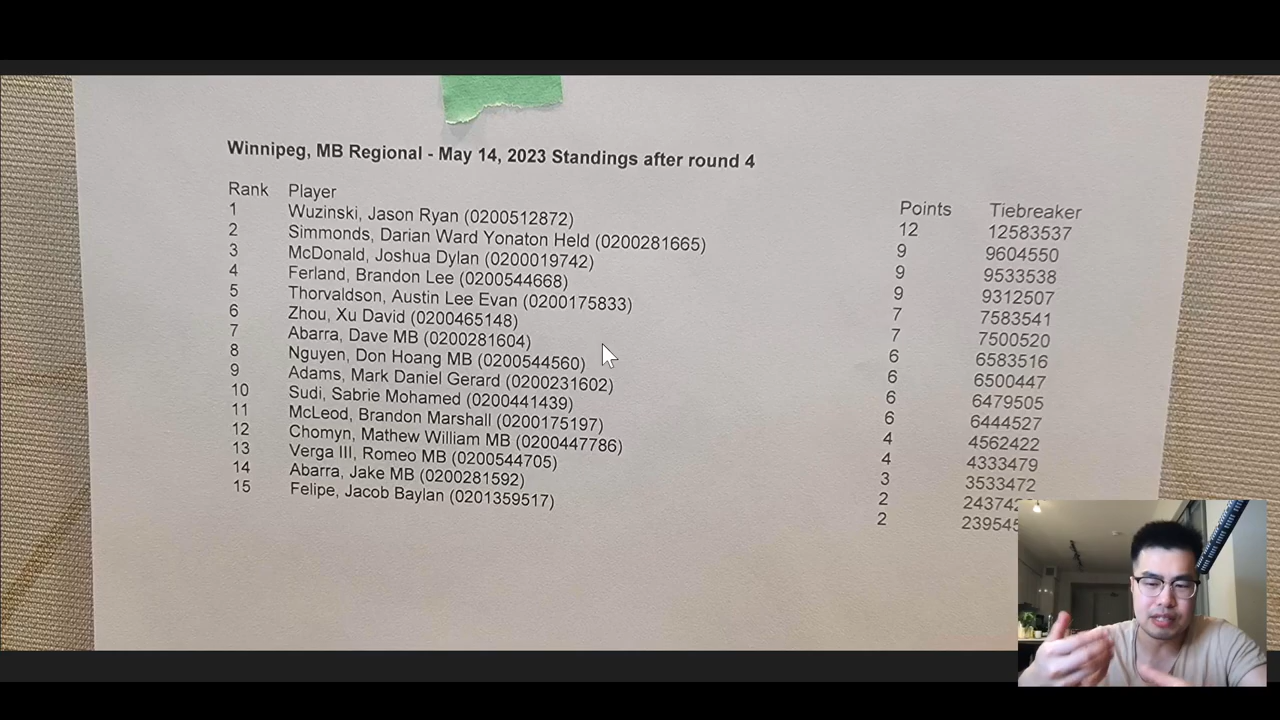 Winnipeg, MB Regional - May 14, 2023 Standings after round 4
Rank Player Points Tiebreaker
1 Wuzinski, Jason Ryan (0200512872) 12 12583537
2 Simmonds, Darian Ward Yonaton Held (0200281665) 9 9604550
3 McDonald, Joshua Dylan (0200019742) 9 9533538
4 Ferland, Brandon Lee (0200544668) 9 9312507
5 Thorvaldson, Austin Lee Evan (0200175833) 7 7583541
6 Zhou, Xu David (0200465148) 7 7500520
7 Abarra, Dave MB (0200281604) 6 6583516
8 Nguyen, Don Hoang MB (0200544560) 6 6500447
9 Adams, Mark Daniel Gerard (0200231602) 6 6479505
10 Sudi, Sabrie Mohamed (0200441439) 6 6444527
11 McLeod, Brandon Marshall (0200175197) 4 4562422
12 Chomyn, Mathew William MB (0200447786) 4 4333479
13 Verga III, Romeo MB (0200544705) 3 3533472
14 Abarra, Jake MB (0200281592) 2
15 Felipe, Jacob Baylan (0201359517) 2